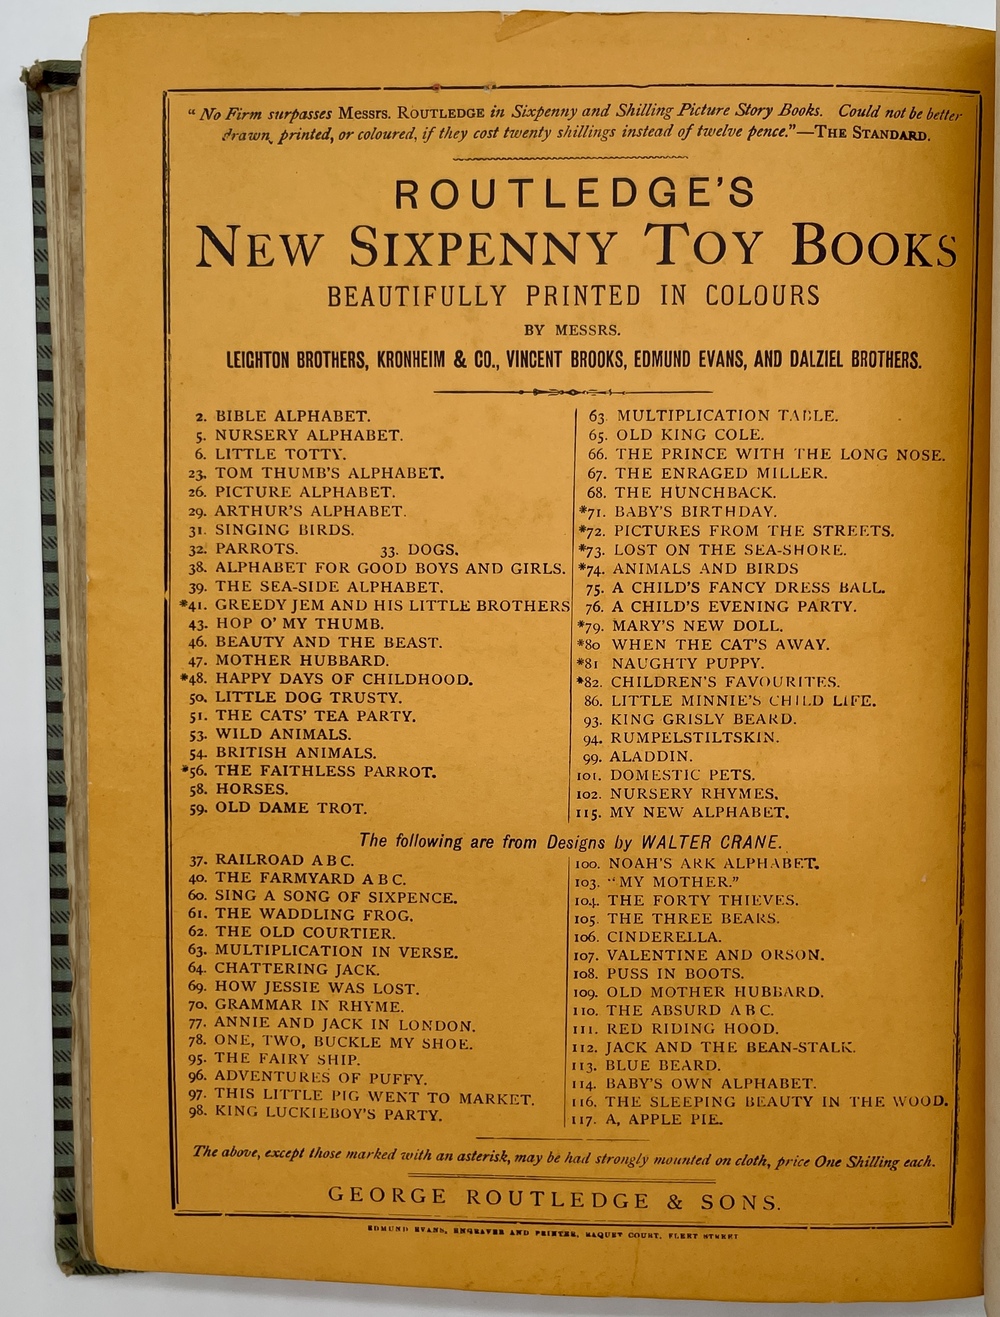 "No Firm surpasses Messrs. ROUTLEDGE in Sixpenny and Shilling Picture Story Books. Could not be better
drawn, printed, or coloured, if they cost twenty shillings instead of twelve pence."—THE STANDARD.
ROUTLEDGE'S
NEW SIXPENNY TOY BOOKS
BEAUTIFULLY PRINTED IN COLOURS
BY MESSRS.
LEIGHTON BROTHERS, KRONHEIM & CO., VINCENT BROOKS, EDMUND EVANS, AND DALZIEL BROTHERS.
2. BIBLE ALPHABET.
5. NURSERY ALPHABET.
6. LITTLE TOTTY.
23. TOM THUMB'S ALPHABET.
26. PICTURE ALPHABET.
29. ARTHUR'S ALPHABET.
31. SINGING BIRDS.
32. PARROTS. 33. DOGS.
38. ALPHABET FOR GOOD BOYS AND GIRLS.
39. THE SEA-SIDE ALPHABET.
*41. GREEDY JEM AND HIS LITTLE BROTHERS
43. HOP O' MY THUMB.
46. BEAUTY AND THE BEAST.
47. MOTHER HUBBARD.
*48. HAPPY DAYS OF CHILDHOOD.
50. LITTLE DOG TRUSTY.
51. THE CATS' TEA PARTY.
53. WILD ANIMALS.
54. BRITISH ANIMALS.
*56. THE FAITHLESS PARROT.
58. HORSES.
59. OLD DAME TROT.
63. MULTIPLICATION TABLE.
65. OLD KING COLE.
66. THE PRINCE WITH THE LONG NOSE.
67. THE ENRAGED MILLER.
68. THE HUNCHBACK.
*71. BABY'S BIRTHDAY.
*72. PICTURES FROM THE STREETS.
*73. LOST ON THE SEA-SHORE.
*74. ANIMALS AND BIRDS
75. A CHILD'S FANCY DRESS BALL.
76. A CHILD'S EVENING PARTY.
*79. MARY'S NEW DOLL.
*80 WHEN THE CAT'S AWAY.
*81 NAUGHTY PUPPY.
*82. CHILDREN'S FAVOURITES.
86. LITTLE MINNIE'S CHILD LIFE.
93. KING GRISLY BEARD.
94. RUMPELSTILTSKIN.
99. ALADDIN.
101. DOMESTIC PETS.
102. NURSERY RHYMES.
115. MY NEW ALPHABET.
The following are from Designs by WALTER CRANE.
37. RAILROAD A B C.
40. THE FARMYARD A B C.
60. SING A SONG OF SIXPENCE.
61. THE WADDLING FROG.
62. THE OLD COURTIER.
63. MULTIPLICATION IN VERSE.
64. CHATTERING JACK.
69. HOW JESSIE WAS LOST.
70. GRAMMAR IN RHYME.
77. ANNIE AND JACK IN LONDON.
78. ONE, TWO, BUCKLE MY SHOE.
95. THE FAIRY SHIP.
96. ADVENTURES OF PUFFY.
97. THIS LITTLE PIG WENT TO MARKET.
98. KING LUCKIEBOY'S PARTY.
100. NOAH'S ARK ALPHABET.
103. "MY MOTHER."
104. THE FORTY THIEVES.
105. THE THREE BEARS.
106. CINDERELLA.
107. VALENTINE AND ORSON.
108. PUSS IN BOOTS.
109. OLD MOTHER HUBBARD.
110. THE ABSURD A B C.
111. RED RIDING HOOD.
112. JACK AND THE BEAN-STALK.
113. BLUE BEARD.
114. BABY'S OWN ALPHABET.
116. THE SLEEPING BEAUTY IN THE WOOD.
117. A, APPLE PIE.
The above, except those marked with an asterisk, may be had strongly mounted on cloth, price One Shilling each.
GEORGE ROUTLEDGE & SONS.
EDMUND EVANS, ENGRAVER AND PRINTER, RAQUET COURT, FLEET STREET